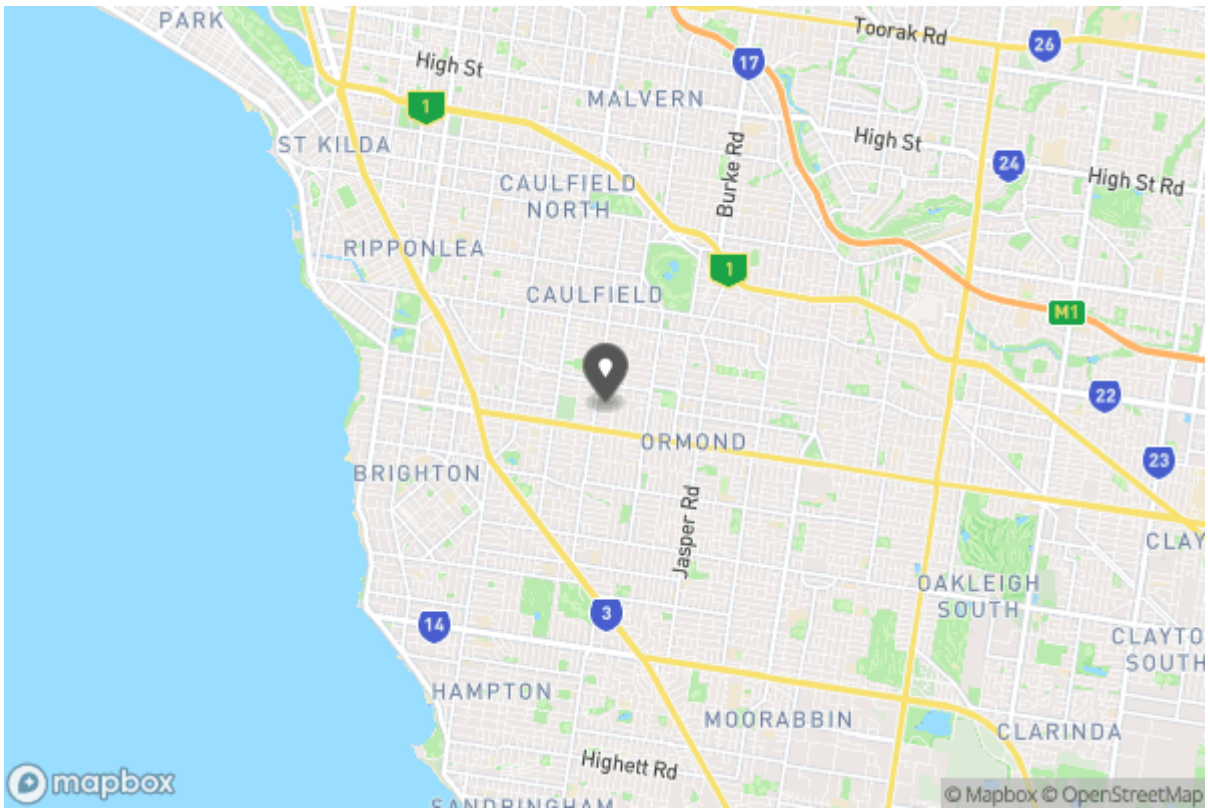 PARK
Toorak Rd
26
High St
17
MALVERN
1
ST KILDA
High St
24
High St Rd
CAULFIELD
NORTH
Burke Rd
RIPPONLEA
1
CAULFIELD
M1
22
ORMOND
23
BRIGHTON
Jasper Rd
CLAY
OAKLEIGH
SOUTH
14
3
CLAYTO
SOUTH
HAMPTON
MOORABBIN
CLARINDA
Highett Rd
mapbox
© Mapbox © OpenStreetMap
SANDRINGHAM